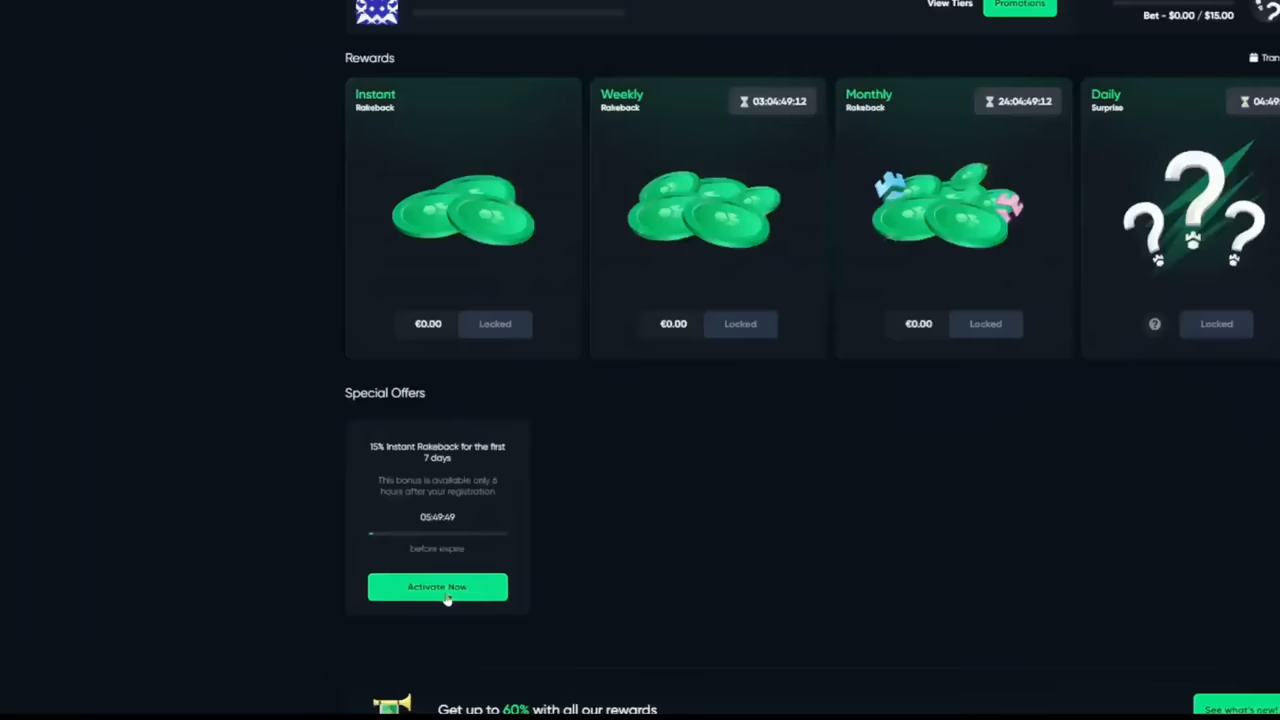 View Tiers
Promotions
Bet - $0.00 / $15.00
Rewards
Instant
Rakeback
Weekly
Rakeback
03:04:49:12
Monthly
Rakeback
24:04:49:12
Daily
Surprise
€0.00
Locked
€0.00
Locked
€0.00
Locked
Locked
Special Offers
15% Instant Rakeback for the first
7 days
This bonus is available only 6
hours after your registration
05:49:49
before expire
Activate Now
Get up to 60% with all our rewards
See what's new!